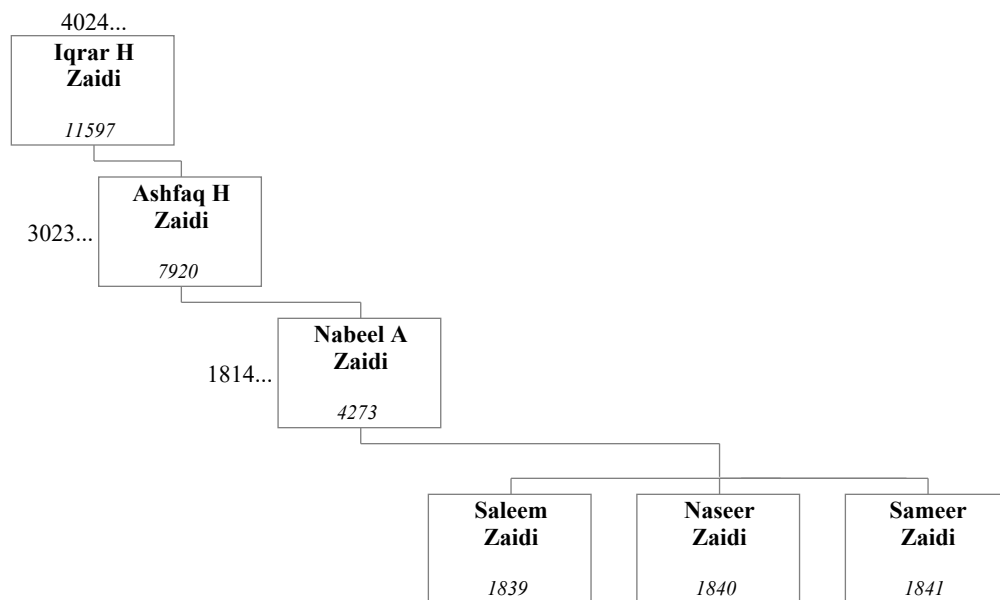 4024...
Iqrar H
Zaidi
11597
Ashfaq H
Zaidi
3023...
7920
Nabeel A
Zaidi
1814...
4273
Saleem
Zaidi
1839
Naseer
Zaidi
1840
Sameer
Zaidi
1841